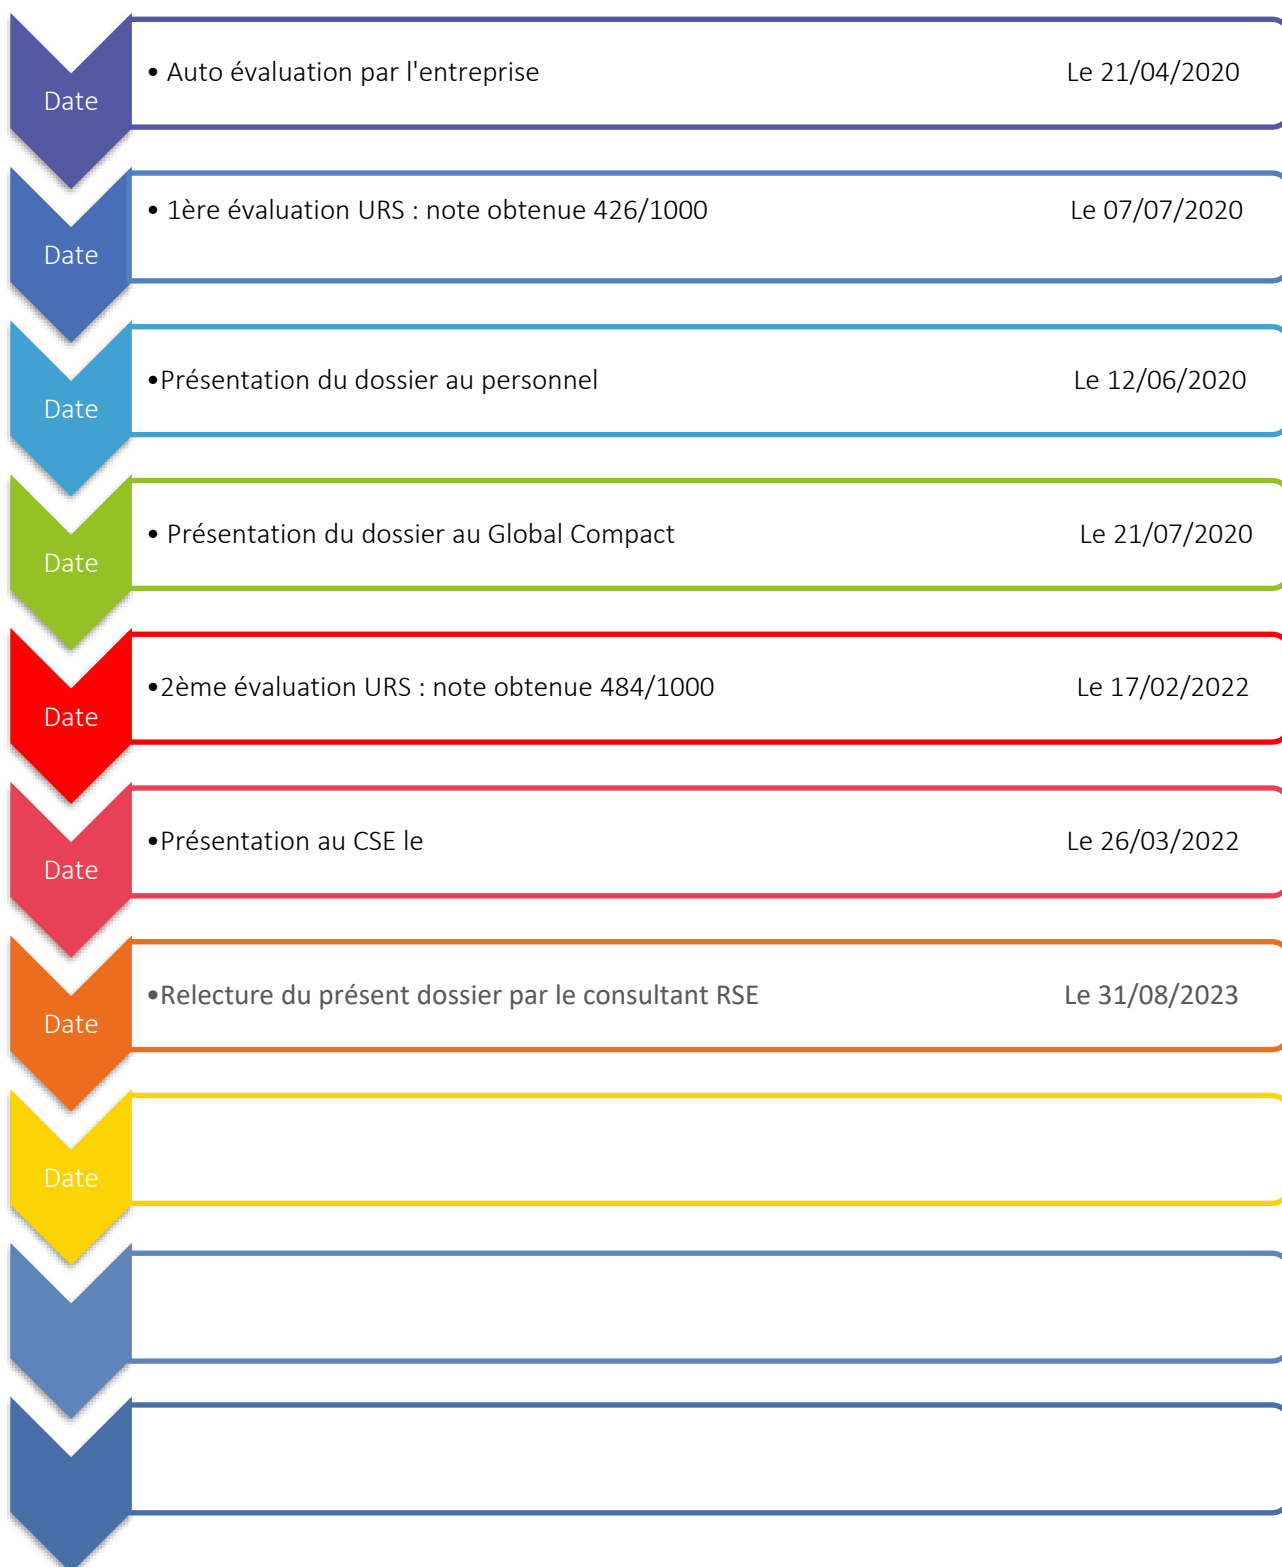 Date
• Auto évaluation par l'entreprise Le 21/04/2020
Date
• 1ère évaluation URS : note obtenue 426/1000 Le 07/07/2020
Date
•Présentation du dossier au personnel Le 12/06/2020
Date
• Présentation du dossier au Global Compact Le 21/07/2020
Date
•2ème évaluation URS : note obtenue 484/1000 Le 17/02/2022
Date
•Présentation au CSE le Le 26/03/2022
Date
•Relecture du présent dossier par le consultant RSE Le 31/08/2023
Date